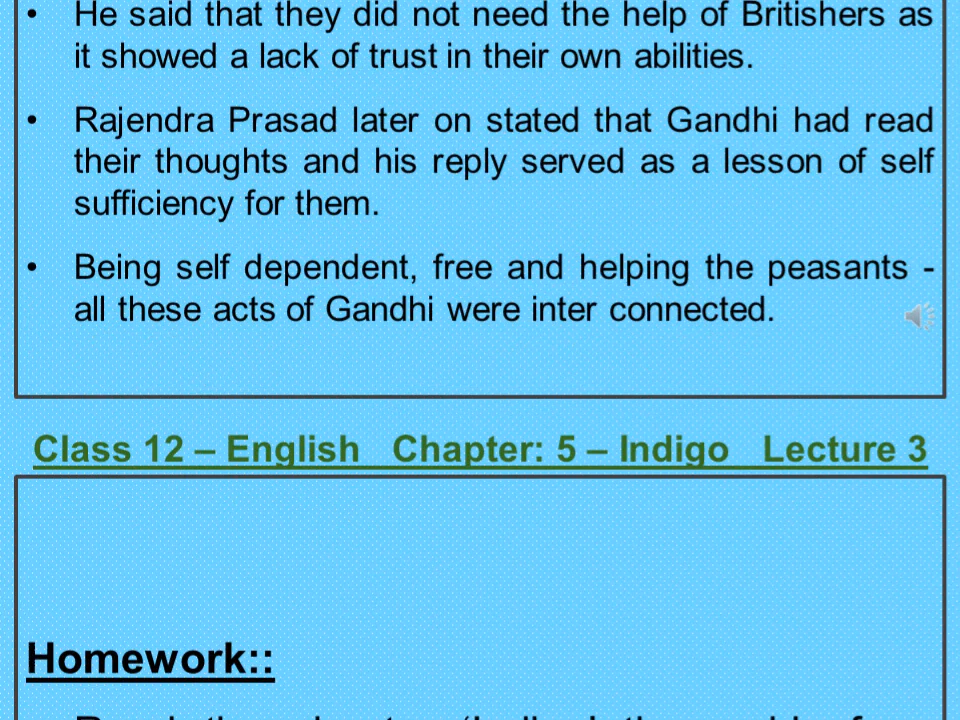 • He said that they did not need the help of Britishers as
it showed a lack of trust in their own abilities.
• Rajendra Prasad later on stated that Gandhi had read
their thoughts and his reply served as a lesson of self
sufficiency for them.
• Being self dependent, free and helping the peasants -
all these acts of Gandhi were inter connected.
Class 12 – English Chapter: 5 – Indigo Lecture 3
Homework::